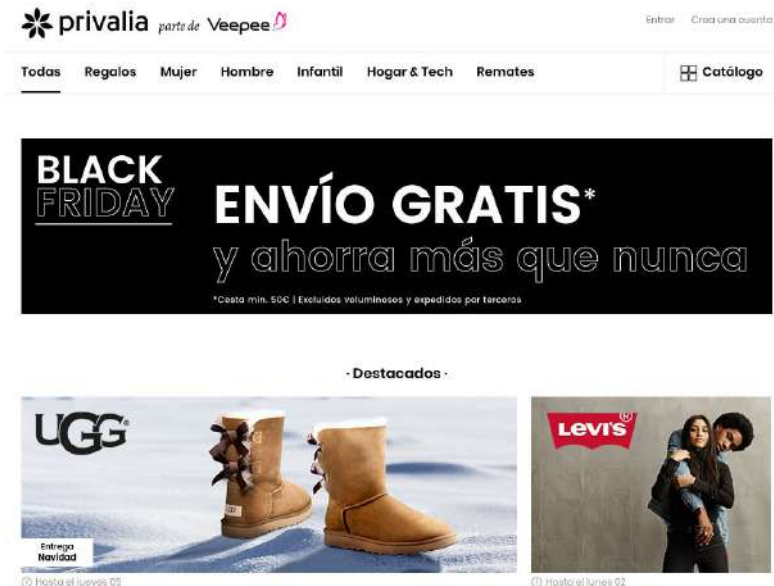 privalia parte de Veepee
Entrar Crea una cuenta
Todas Regalos Mujer Hombre Infantil Hogar & Tech Remates Catálogo
BLACK
FRIDAY
ENVÍO GRATIS*
y ahorra más que nunca
*Cesta mín. 50€ | Excluidos voluminosos y expedidos por terceros
· Destacados ·
UGG
LEVI'S®
Entrega
Navidad
Hasta el jueves 05
Hasta el lunes 02